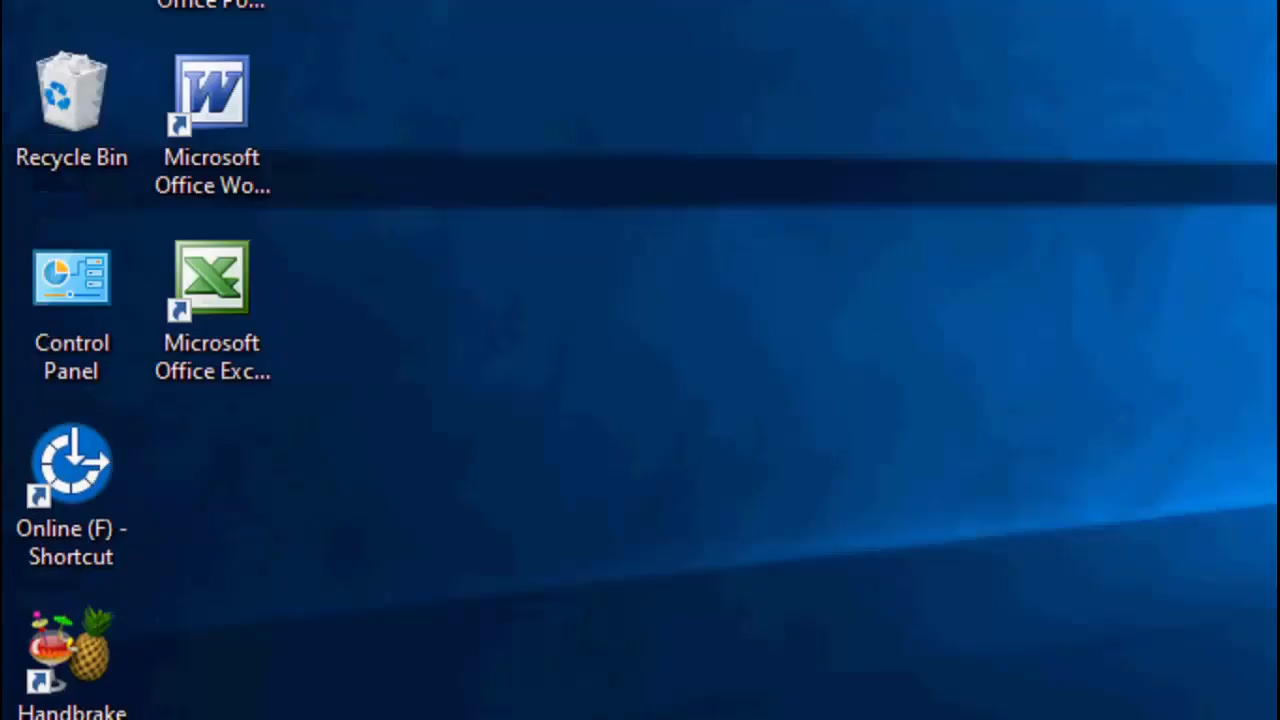 Office Po...
Recycle Bin
Microsoft
Office Wo...
Control
Panel
Microsoft
Office Exc...
Online (F) -
Shortcut
Handbrake